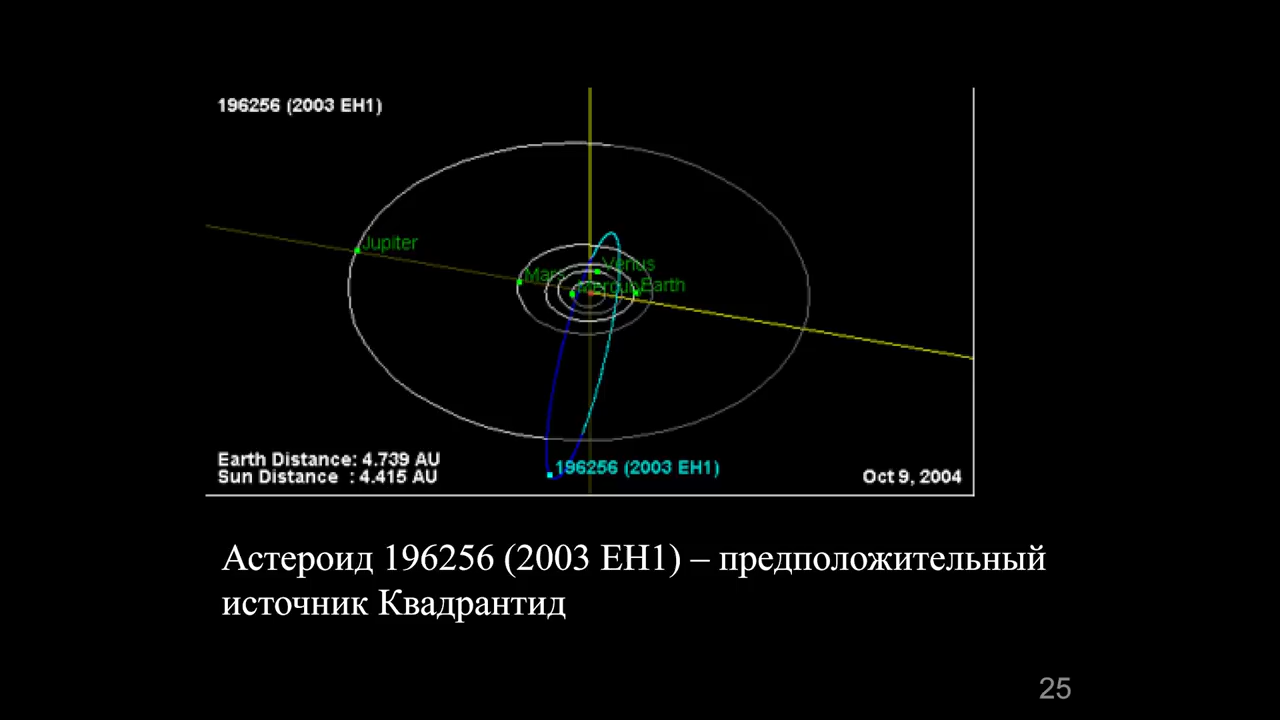 196256 (2003 EH1)
Jupiter
Venus
Mars
Mercury
Earth
196256 (2003 EH1)
Earth Distance: 4.739 AU
Sun Distance : 4.415 AU
Oct 9, 2004
Астероид 196256 (2003 EH1) – предположительный
источник Квадрантид
25